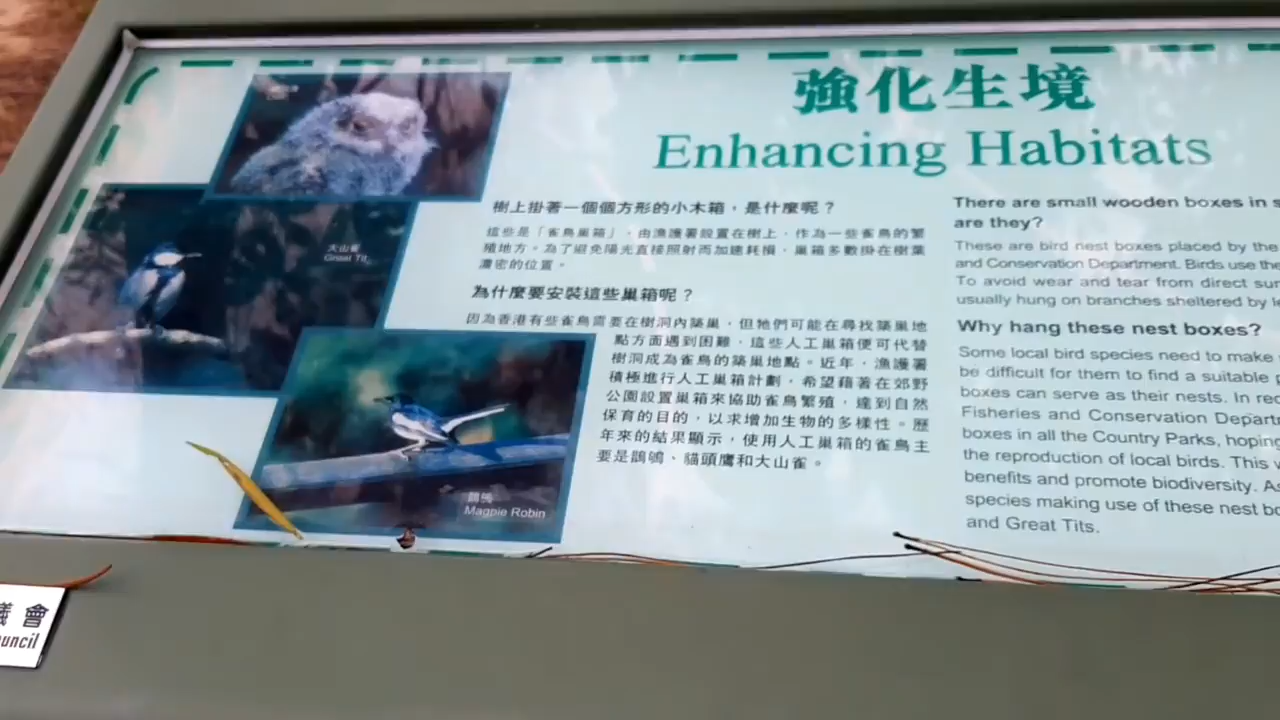 強化生境
Enhancing Habitats
大山雀
Great Tit
鵲鴝
Magpie Robin
樹上掛著一個個方形的小木箱，是什麼呢？
這些是「雀鳥巢箱」，由漁護署設置在樹上，作為一些雀鳥的繁
殖地方。為了避免陽光直接照射而加速耗損，巢箱多數掛在樹葉
濃密的位置。
為什麼要安裝這些巢箱呢？
因為香港有些雀鳥需要在樹洞內築巢，但牠們可能在尋找築巢地
點方面遇到困難，這些人工巢箱便可代替
樹洞成為雀鳥的築巢地點。近年，漁護署
積極進行人工巢箱計劃，希望藉著在郊野
公園設置巢箱來協助雀鳥繁殖，達到自然
保育的目的，以求增加生物的多樣性。歷
年來的結果顯示，使用人工巢箱的雀鳥主
要是鵲鴝、貓頭鷹和大山雀。
There are small wooden boxes in
are they?
These are bird nest boxes placed by the
and Conservation Department. Birds use
To avoid wear and tear from direct
usually hung on branches sheltered by
Why hang these nest boxes?
Some local bird species need to make
be difficult for them to find a suitable
boxes can serve as their nests. In
Fisheries and Conservation
boxes in all the Country Parks, hoping
the reproduction of local birds. This
benefits and promote biodiversity.
species making use of these nest
and Great Tits.
議會
uncil